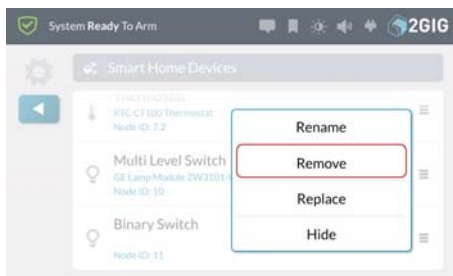 System Ready To Arm
2GIG
Smart Home Devices
Thermostat
RTC CT100 Thermostat
Node ID: 7.2
Multi Level Switch
GE Lamp Module ZW3101
Node ID: 10
Binary Switch
Node ID: 11
Rename
Remove
Replace
Hide